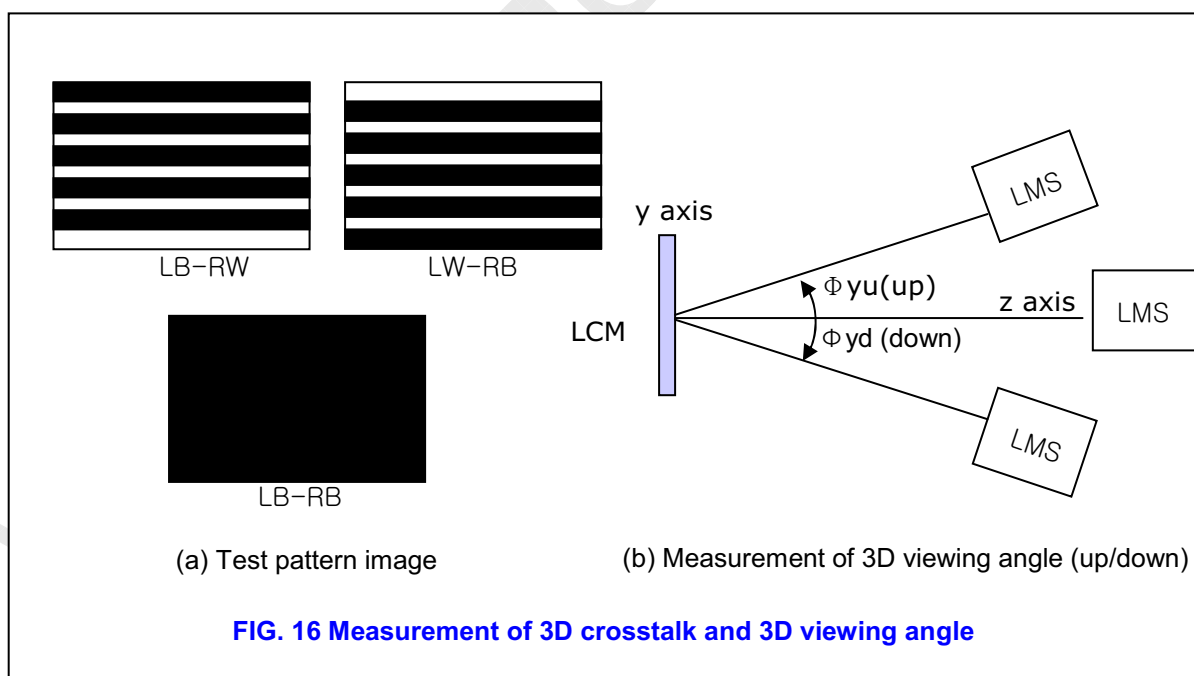 LB-RW
LW-RB
LB-RB
(a) Test pattern image
y axis
LCM
Φyu(up)
Φyd (down)
z axis
LMS
LMS
LMS
(b) Measurement of 3D viewing angle (up/down)
FIG. 16 Measurement of 3D crosstalk and 3D viewing angle